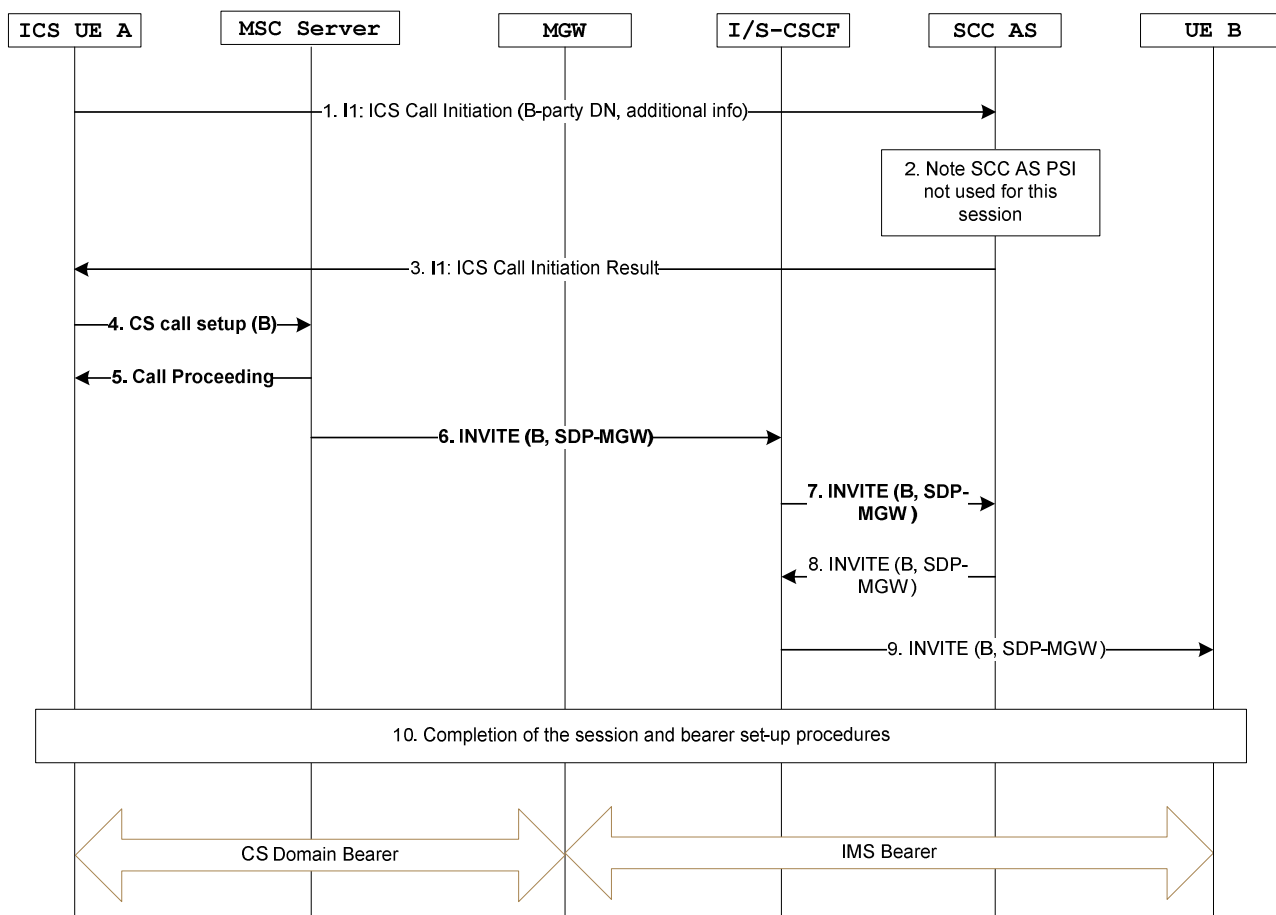 ICS UE A
MSC Server
MGW
I/S-CSCF
SCC AS
UE B
1. I1: ICS Call Initiation (B-party DN, additional info)
2. Note SCC AS PSI
not used for this
session
3. I1: ICS Call Initiation Result
4. CS call setup (B)
5. Call Proceeding
6. INVITE (B, SDP-MGW)
7. INVITE (B, SDP-
MGW )
8. INVITE (B, SDP-
MGW )
9. INVITE (B, SDP-MGW )
10. Completion of the session and bearer set-up procedures
CS Domain Bearer
IMS Bearer